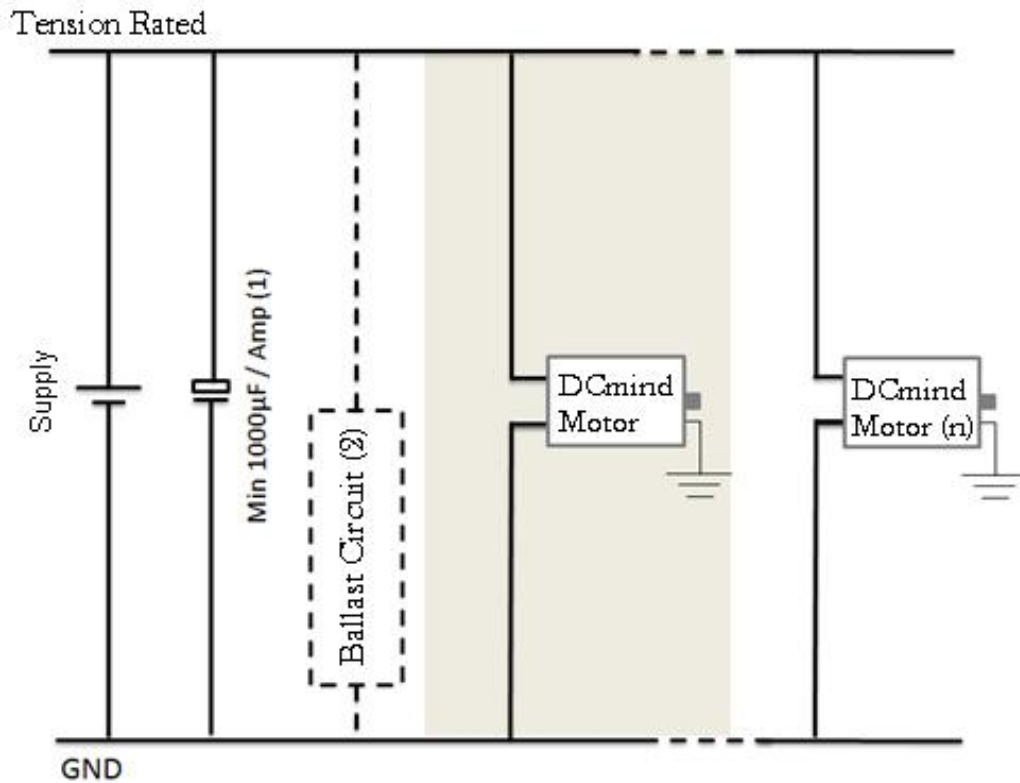 Tension Rated
Supply
Min 1000µF / Amp (1)
Ballast Circuit (2)
DCmind
Motor
DCmind
Motor (n)
GND